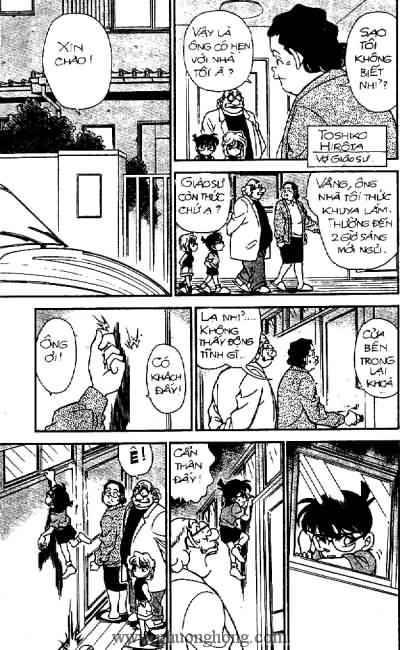 XIN
CHÀO!
VẬY LÀ
ÔNG CÓ HẸN
VỚI NHÀ
TÔI À?
SAO
TÔI
KHÔNG
BIẾT
NHỈ??
TOSHIKO
HIROTA
VỢ GIÁO SƯ.
GIÁO SƯ
CÒN THỨC
CHỨ Ạ?
VÂNG, ÔNG
NHÀ TÔI THỨC
KHUYA LẮM.
THƯỜNG ĐẾN
2 GIỜ SÁNG
MỚI NGỦ.
ÔNG
ƠI!
CÓ
KHÁCH
ĐẤY!
LẠ NHỈ?...
KHÔNG
THẤY ĐỘNG
TĨNH GÌ...
CỬA
BÊN
TRONG
LẠI
KHOÁ
Ê!
CẨN
THẬN
ĐẤY!